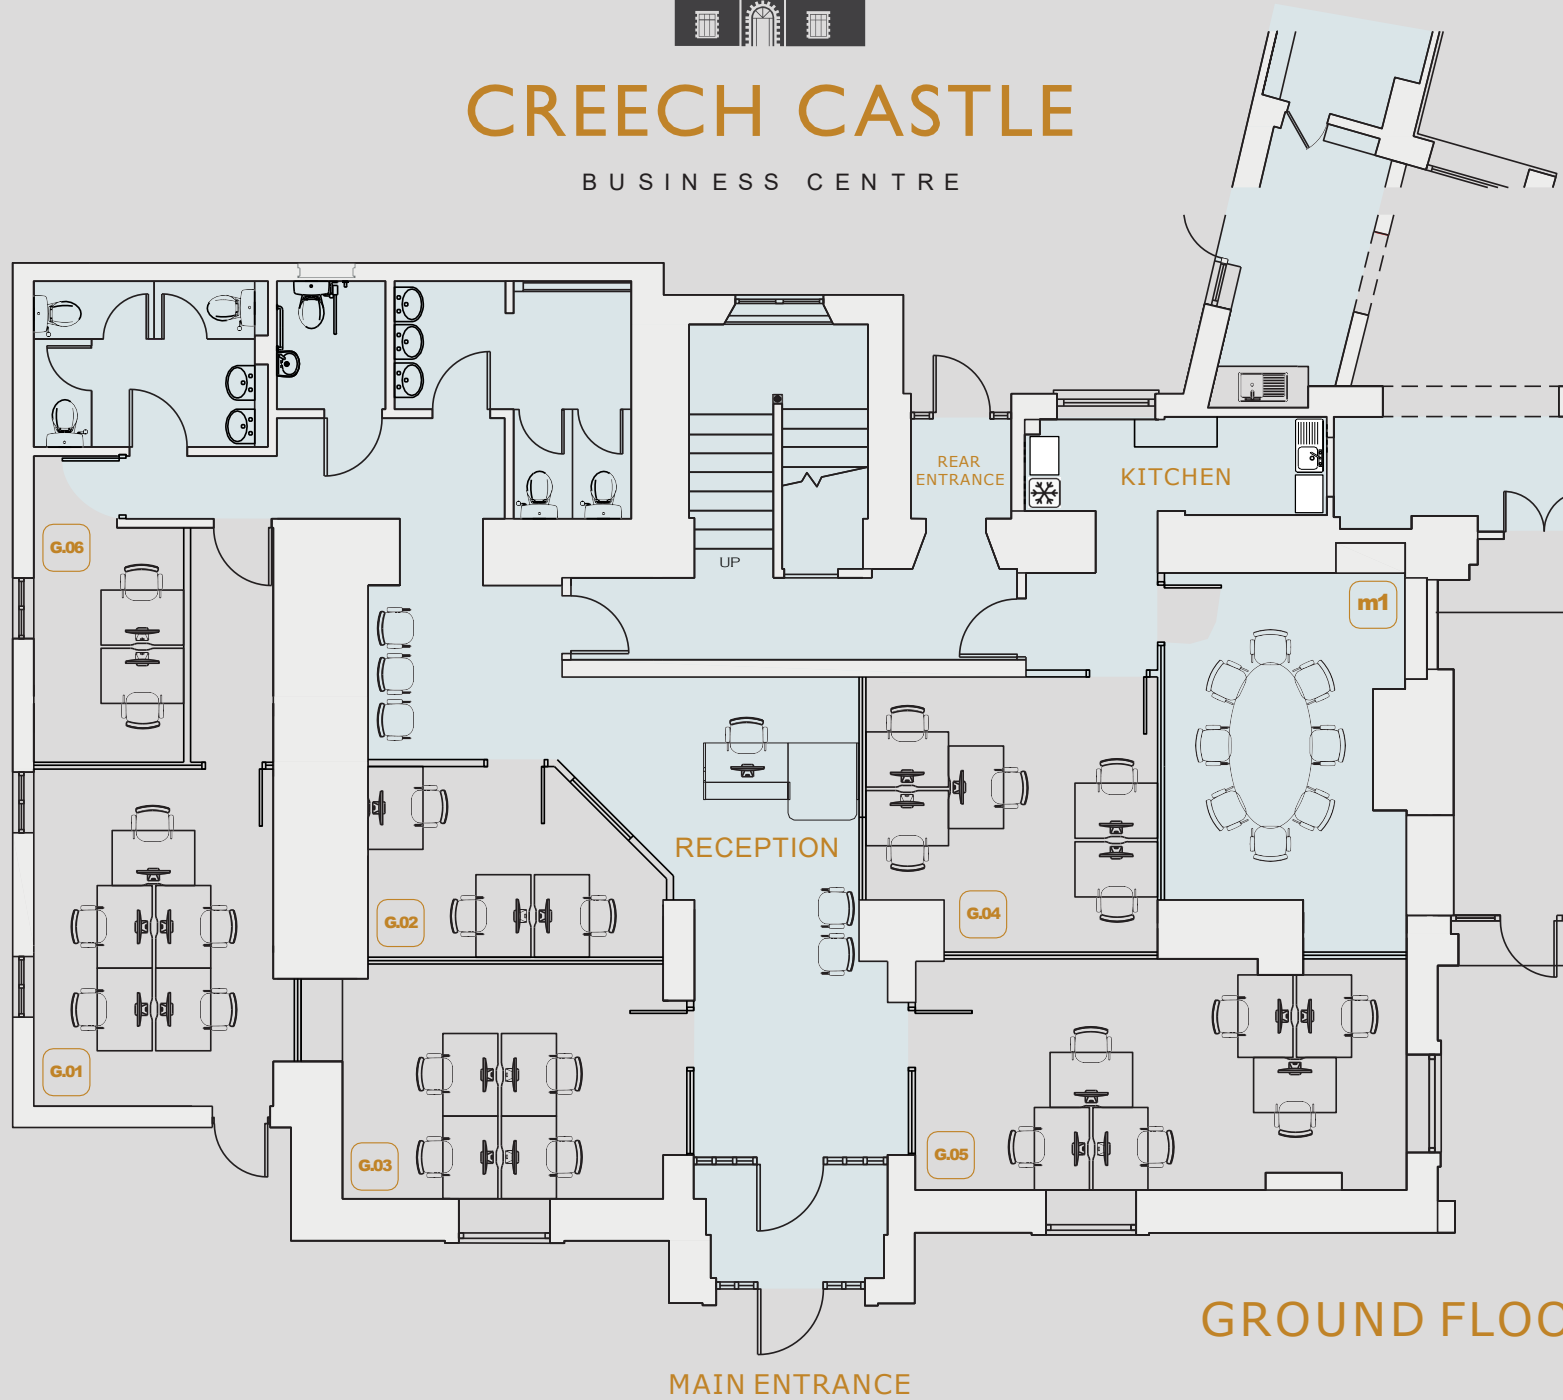 CREECH CASTLE
BUSINESS CENTRE
REAR
ENTRANCE
KITCHEN
G.06
UP
m1
RECEPTION
G.02
G.04
G.01
G.03
G.05
GROUND FLOO
MAIN ENTRANCE